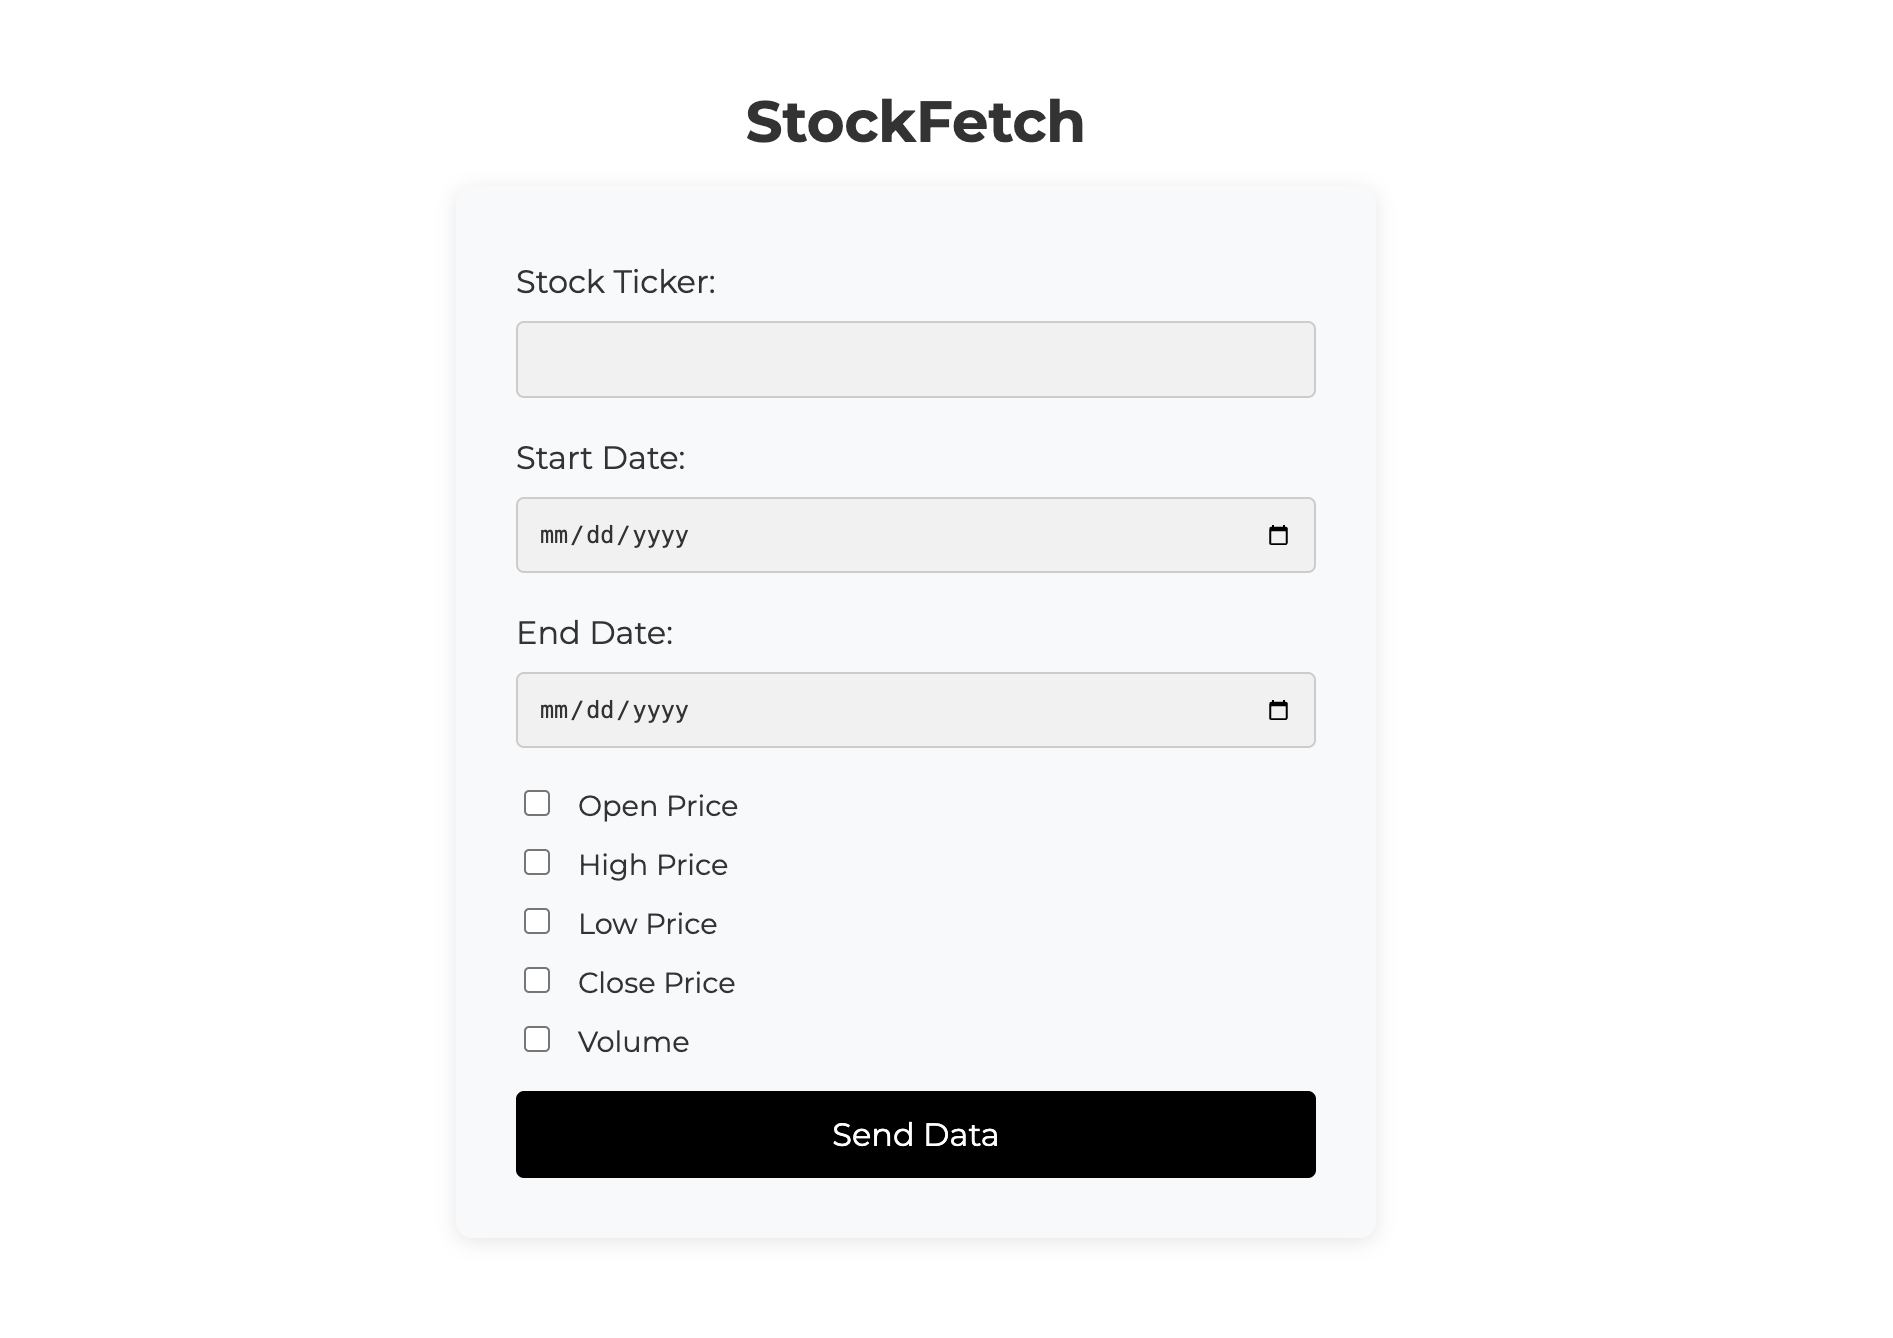 StockFetch
Stock Ticker:
Start Date:
mm/dd/yyyy
End Date:
mm/dd/yyyy
Open Price
High Price
Low Price
Close Price
Volume
Send Data